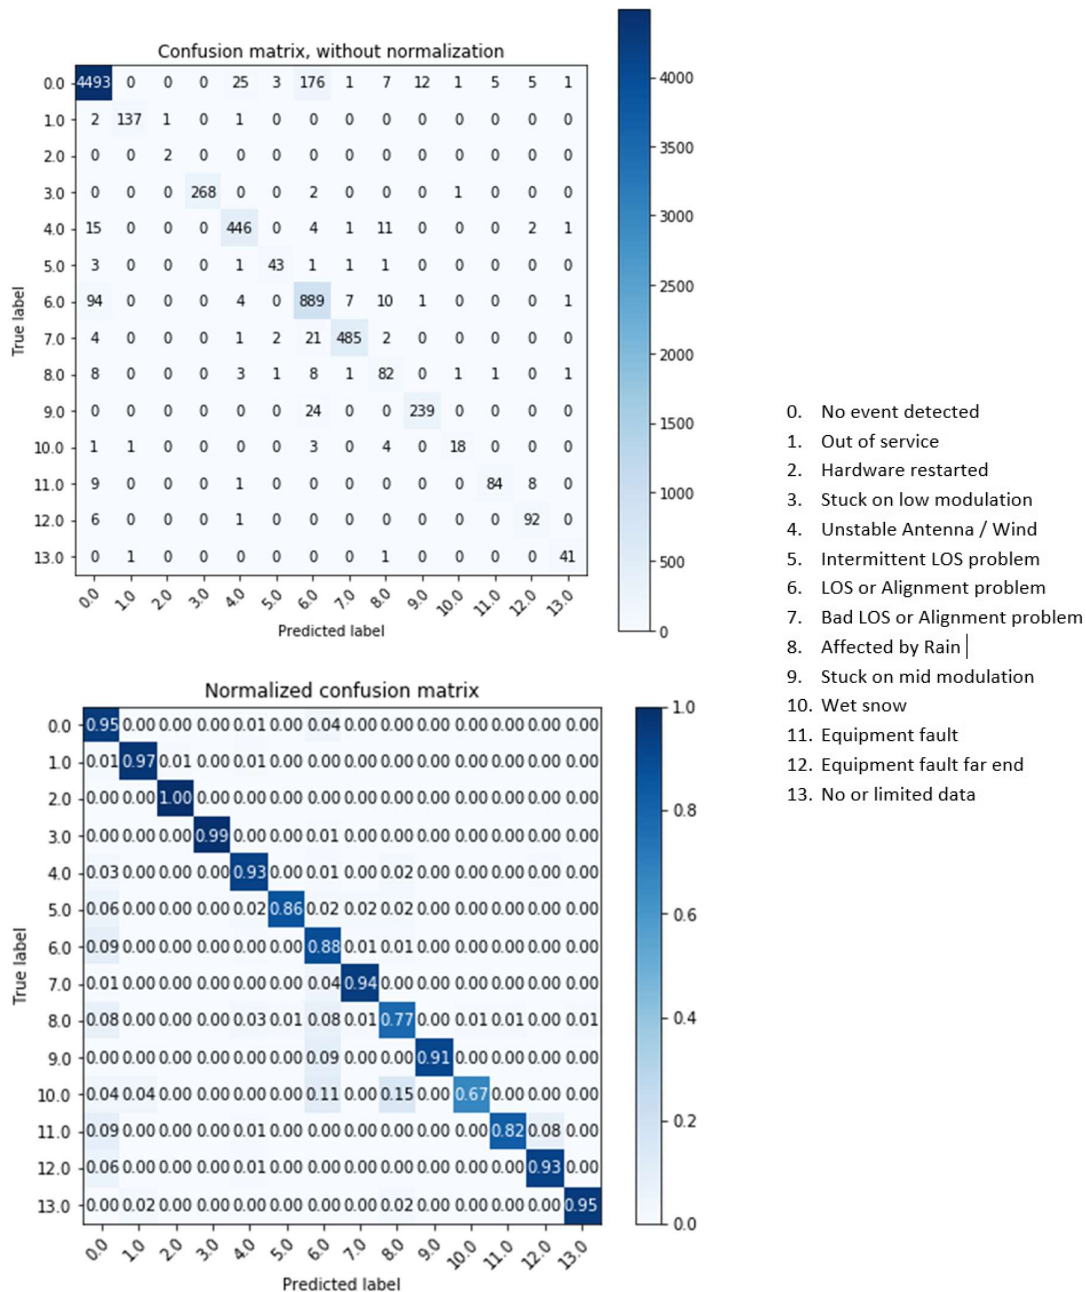 Confusion matrix, without normalization
0.0 4493 0 0 0 25 3 176 1 7 12 1 5 5 1
1.0 2 137 1 0 1 0 0 0 0 0 0 0 0 0
2.0 0 0 2 0 0 0 0 0 0 0 0 0 0 0
3.0 0 0 0 268 0 0 2 0 0 0 1 0 0 0
4.0 15 0 0 0 446 0 4 1 11 0 0 0 2 1
5.0 3 0 0 0 1 43 1 1 1 0 0 0 0 0
6.0 94 0 0 0 4 0 889 7 10 1 0 0 0 1
7.0 4 0 0 0 1 2 21 485 2 0 0 0 0 0
8.0 8 0 0 0 3 1 8 1 82 0 1 1 0 1
9.0 0 0 0 0 0 0 24 0 0 239 0 0 0 0
10.0 1 1 0 0 0 0 3 0 4 0 18 0 0 0
11.0 9 0 0 0 1 0 0 0 0 0 0 84 8 0
12.0 6 0 0 0 1 0 0 0 0 0 0 0 92 0
13.0 0 1 0 0 0 0 0 0 1 0 0 0 0 41
0.0 1.0 2.0 3.0 4.0 5.0 6.0 7.0 8.0 9.0 10.0 11.0 12.0 13.0
True label
Predicted label
4000
3500
3000
2500
2000
1500
1000
500
0
0. No event detected
1. Out of service
2. Hardware restarted
3. Stuck on low modulation
4. Unstable Antenna / Wind
5. Intermittent LOS problem
6. LOS or Alignment problem
7. Bad LOS or Alignment problem
8. Affected by Rain
9. Stuck on mid modulation
10. Wet snow
11. Equipment fault
12. Equipment fault far end
13. No or limited data
Normalized confusion matrix
0.0 0.95 0.00 0.00 0.00 0.01 0.00 0.04 0.00 0.00 0.00 0.00 0.00 0.00 0.00
1.0 0.01 0.97 0.01 0.00 0.01 0.00 0.00 0.00 0.00 0.00 0.00 0.00 0.00 0.00
2.0 0.00 0.00 1.00 0.00 0.00 0.00 0.00 0.00 0.00 0.00 0.00 0.00 0.00 0.00
3.0 0.00 0.00 0.00 0.99 0.00 0.00 0.01 0.00 0.00 0.00 0.00 0.00 0.00 0.00
4.0 0.03 0.00 0.00 0.00 0.93 0.00 0.01 0.00 0.02 0.00 0.00 0.00 0.00 0.00
5.0 0.06 0.00 0.00 0.00 0.02 0.86 0.02 0.02 0.02 0.00 0.00 0.00 0.00 0.00
6.0 0.09 0.00 0.00 0.00 0.00 0.00 0.88 0.01 0.01 0.00 0.00 0.00 0.00 0.00
7.0 0.01 0.00 0.00 0.00 0.00 0.00 0.04 0.94 0.00 0.00 0.00 0.00 0.00 0.00
8.0 0.08 0.00 0.00 0.00 0.03 0.01 0.08 0.01 0.77 0.00 0.01 0.01 0.00 0.01
9.0 0.00 0.00 0.00 0.00 0.00 0.00 0.09 0.00 0.00 0.91 0.00 0.00 0.00 0.00
10.0 0.04 0.04 0.00 0.00 0.00 0.00 0.11 0.00 0.15 0.00 0.67 0.00 0.00 0.00
11.0 0.09 0.00 0.00 0.00 0.01 0.00 0.00 0.00 0.00 0.00 0.00 0.82 0.08 0.00
12.0 0.06 0.00 0.00 0.00 0.01 0.00 0.00 0.00 0.00 0.00 0.00 0.00 0.93 0.00
13.0 0.00 0.02 0.00 0.00 0.00 0.00 0.00 0.00 0.02 0.00 0.00 0.00 0.00 0.95
0.0 1.0 2.0 3.0 4.0 5.0 6.0 7.0 8.0 9.0 10.0 11.0 12.0 13.0
True label
Predicted label
1.0
0.8
0.6
0.4
0.2
0.0